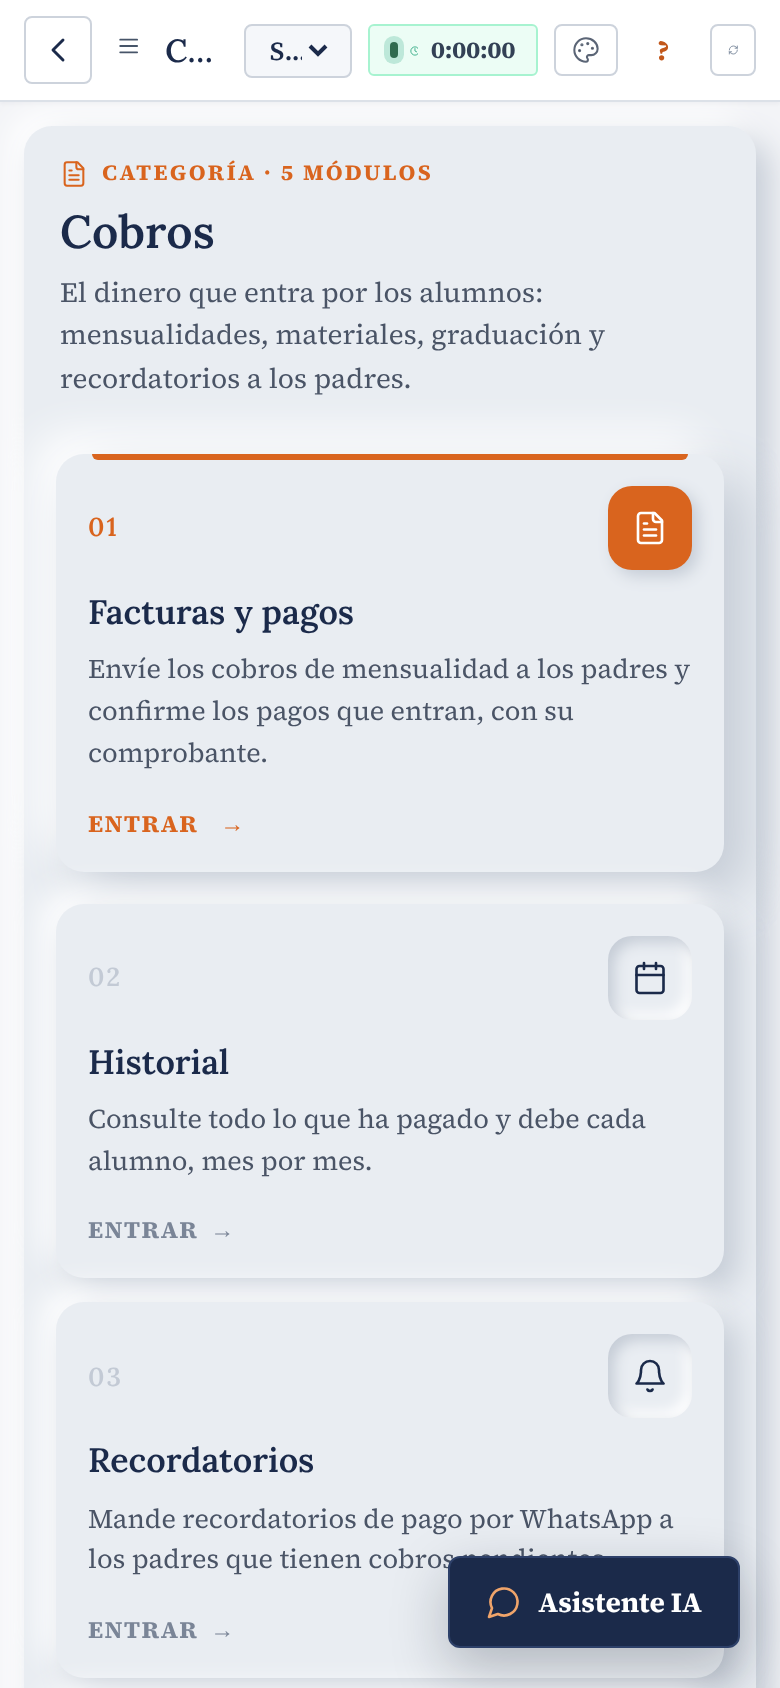 C...
S...
0:00:00
?
CATEGORÍA · 5 MÓDULOS
Cobros
El dinero que entra por los alumnos:
mensualidades, materiales, graduación y
recordatorios a los padres.
01
Facturas y pagos
Envíe los cobros de mensualidad a los padres y
confirme los pagos que entran, con su
comprobante.
ENTRAR →
02
Historial
Consulte todo lo que ha pagado y debe cada
alumno, mes por mes.
ENTRAR →
03
Recordatorios
Mande recordatorios de pago por WhatsApp a
los padres que tienen cobros
ENTRAR →
Asistente IA